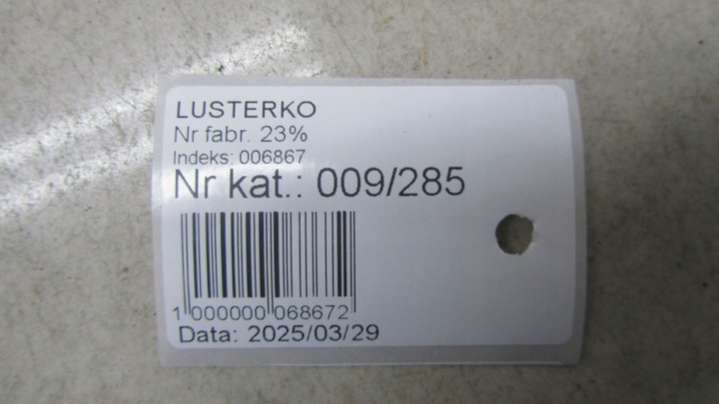 LUSTERKO
Nr fabr. 23%
Indeks: 006867
Nr kat.: 009/285
1 000000 068672
Data: 2025/03/29